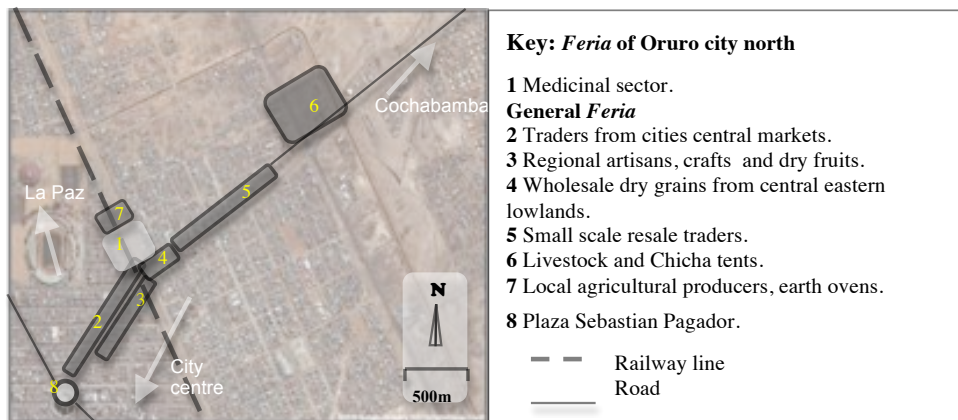 6
Cochabamba
5
La Paz
7
1
4
3
2
N
City
centre
8
500m
Key: Feria of Oruro city north
1 Medicinal sector.
General Feria
2 Traders from cities central markets.
3 Regional artisans, crafts and dry fruits.
4 Wholesale dry grains from central eastern
lowlands.
5 Small scale resale traders.
6 Livestock and Chicha tents.
7 Local agricultural producers, earth ovens.
8 Plaza Sebastian Pagador.
Railway line
Road